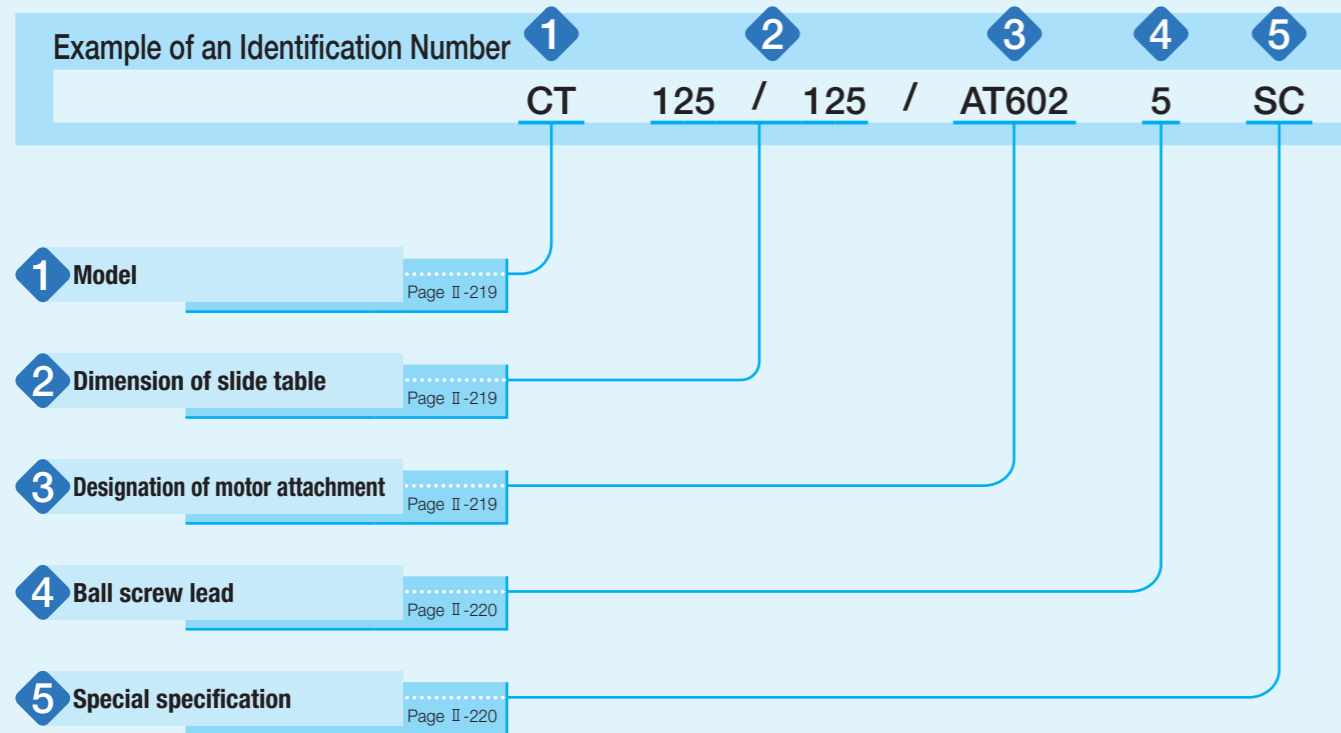 Example of an Identification Number 1 2 3 4 5
CT 125 / 125 / AT602 5 SC
1 Model
Page Ⅱ-219
2 Dimension of slide table
Page Ⅱ-219
3 Designation of motor attachment
Page Ⅱ-219
4 Ball screw lead
Page Ⅱ-220
5 Special specification
Page Ⅱ-220